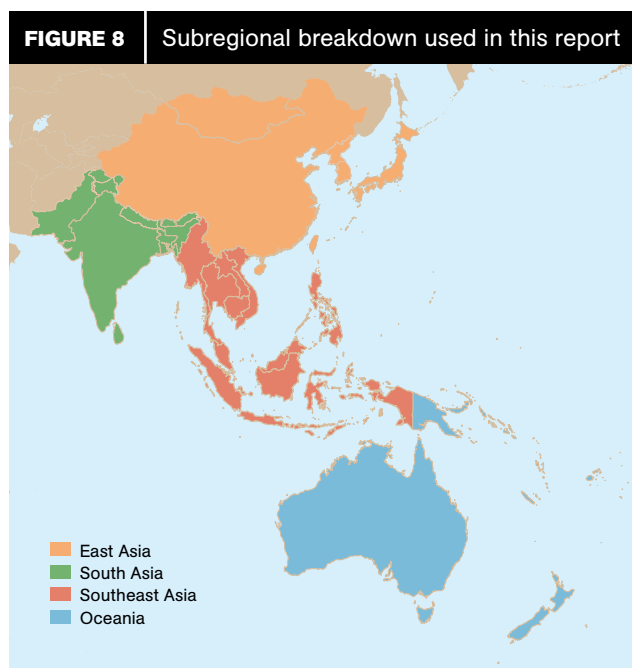 FIGURE 8
Subregional breakdown used in this report
East Asia
South Asia
Southeast Asia
Oceania